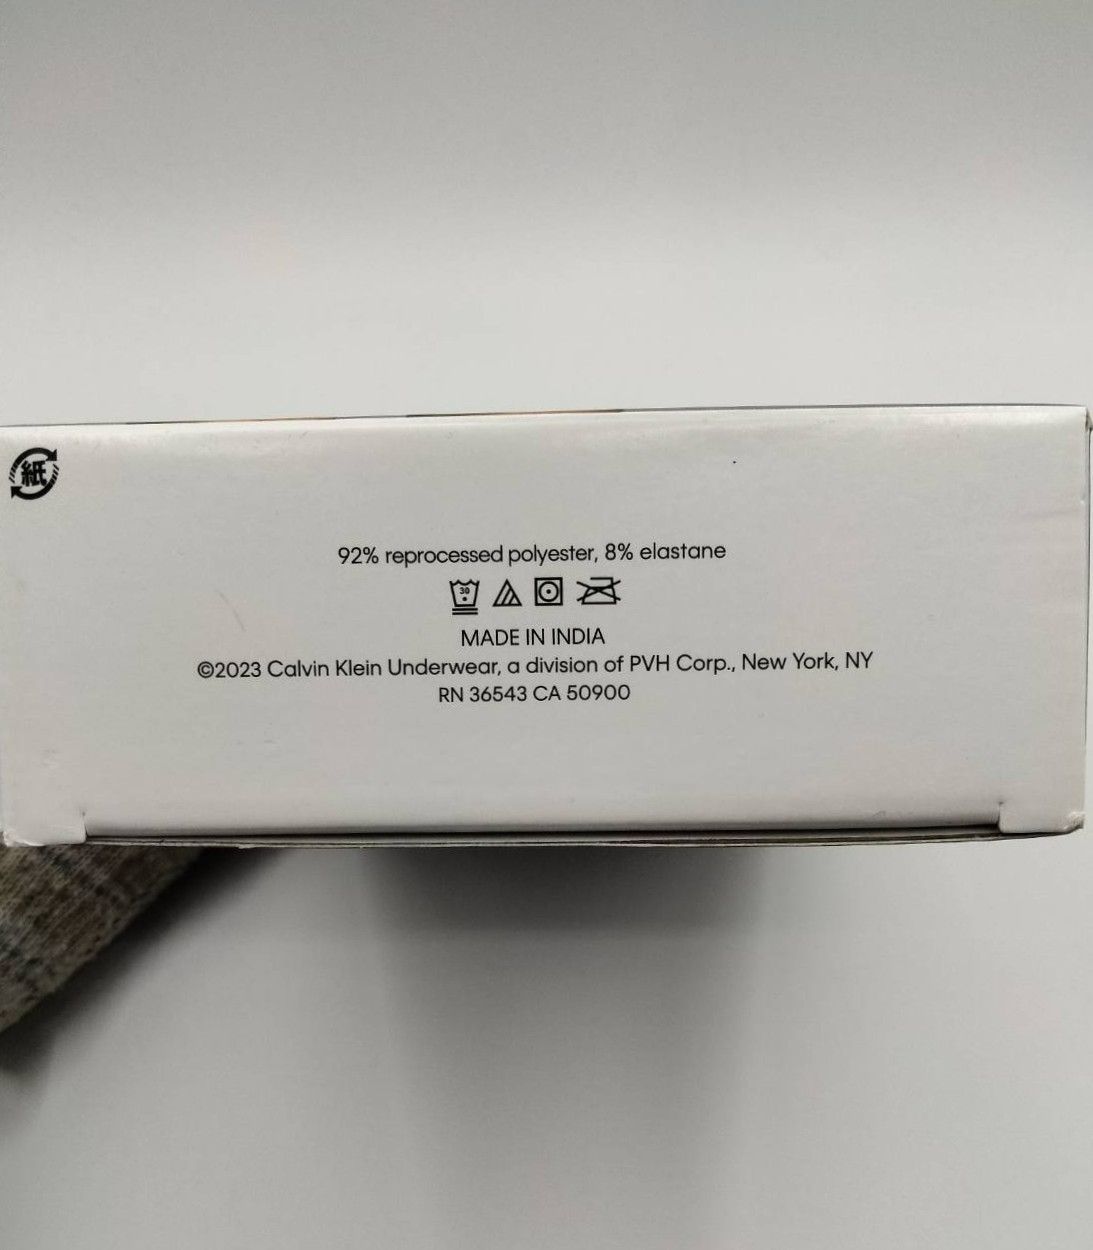 紙
92% reprocessed polyester, 8% elastane
30
MADE IN INDIA
©2023 Calvin Klein Underwear, a division of PVH Corp., New York, NY
RN 36543 CA 50900